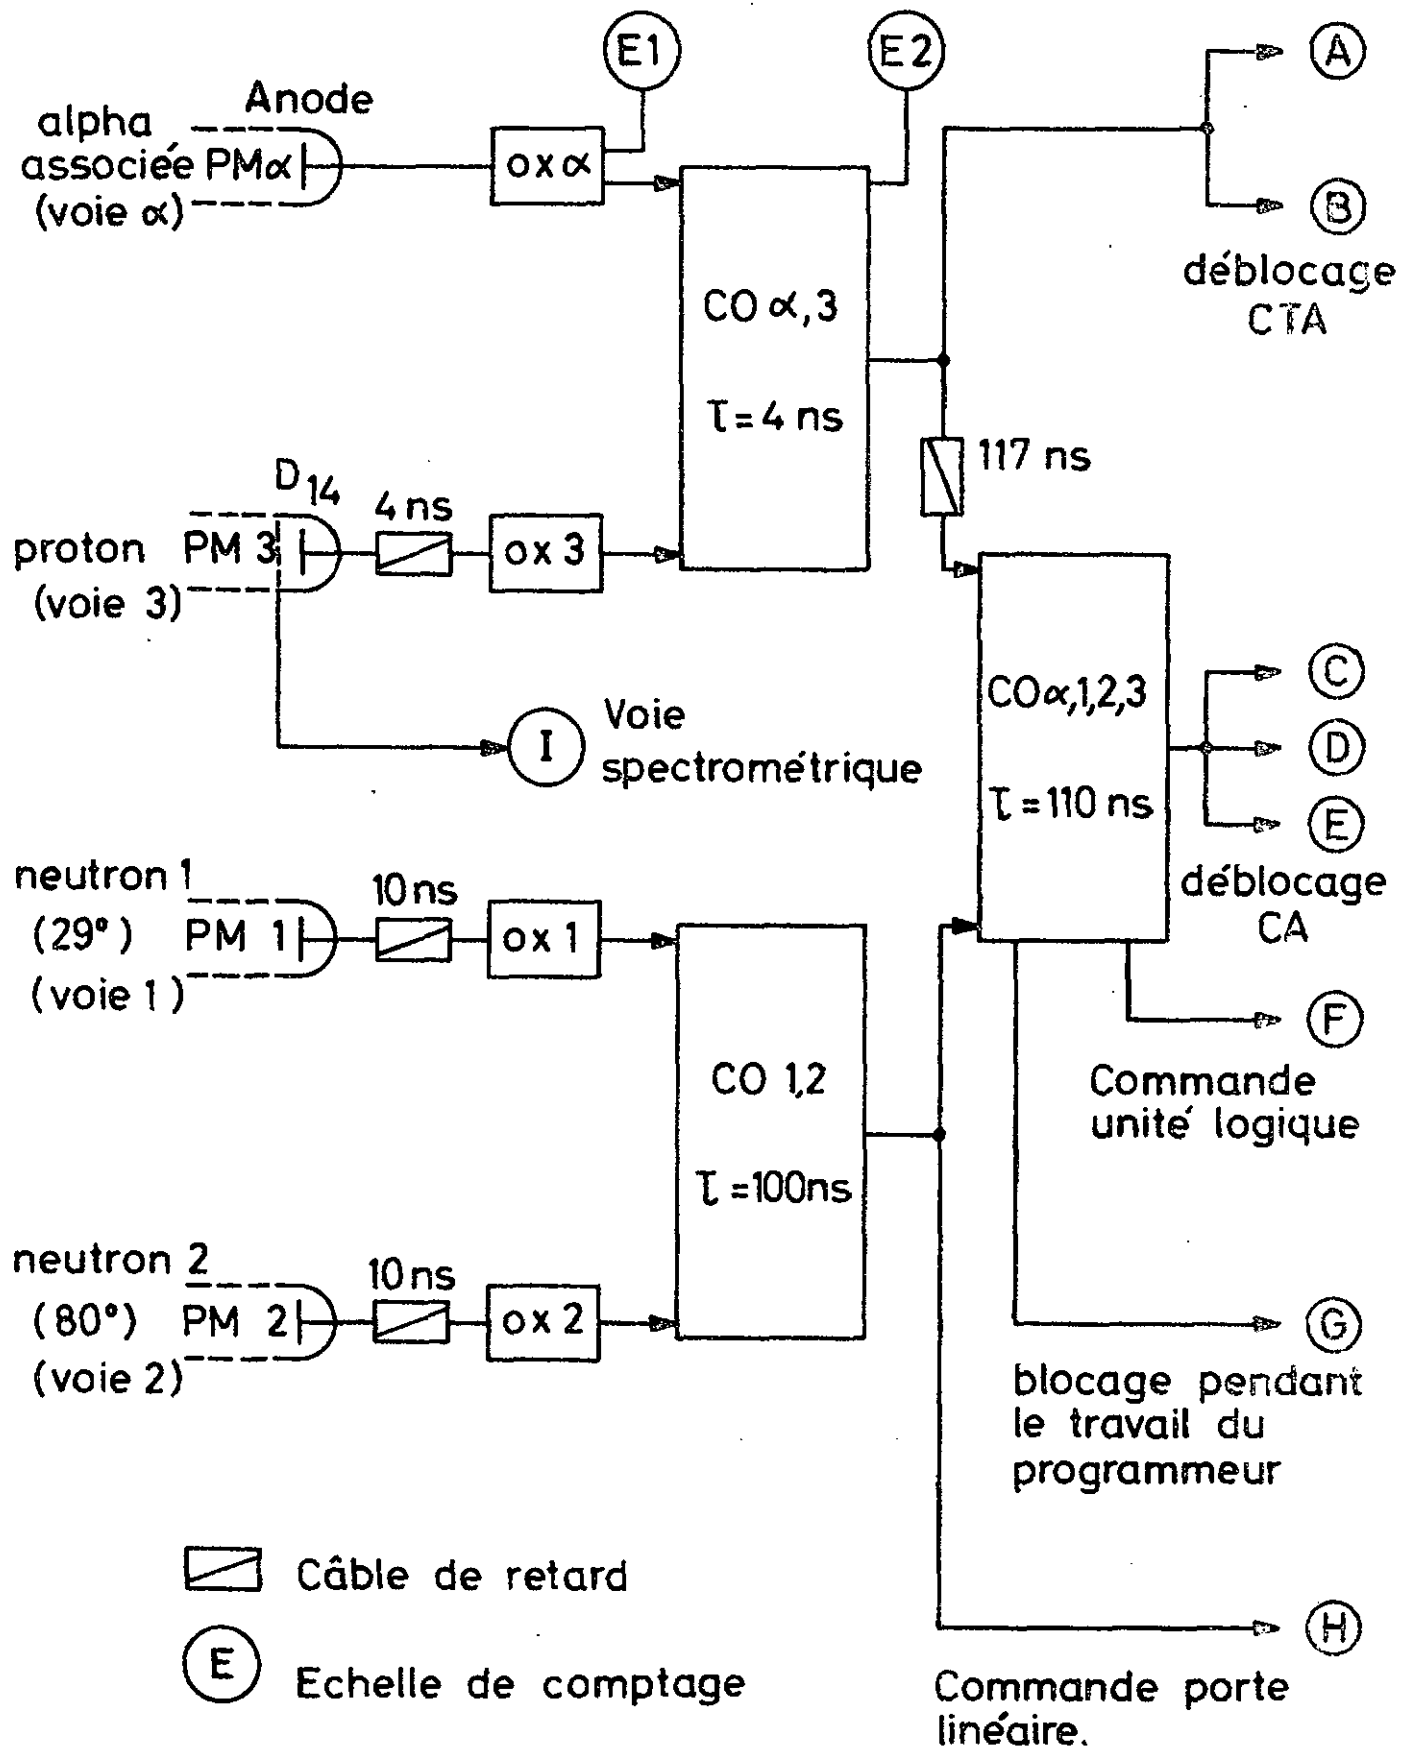 E1
E2
A
Anode
alpha
associée PMα
(voie α)
ox α
B
déblocage
CTA
CO α,3
τ = 4 ns
D14
4 ns
117 ns
proton PM 3
(voie 3)
ox 3
I
Voie
spectrométrique
COα,1,2,3
τ = 110 ns
C
D
E
déblocage
CA
neutron 1
(29°) PM 1
(voie 1)
10 ns
ox 1
F
Commande
unité logique
CO 1,2
τ = 100ns
neutron 2
(80°) PM 2
(voie 2)
10 ns
ox 2
G
blocage pendant
le travail du
programmeur
Câble de retard
E
Echelle de comptage
H
Commande porte
linéaire.